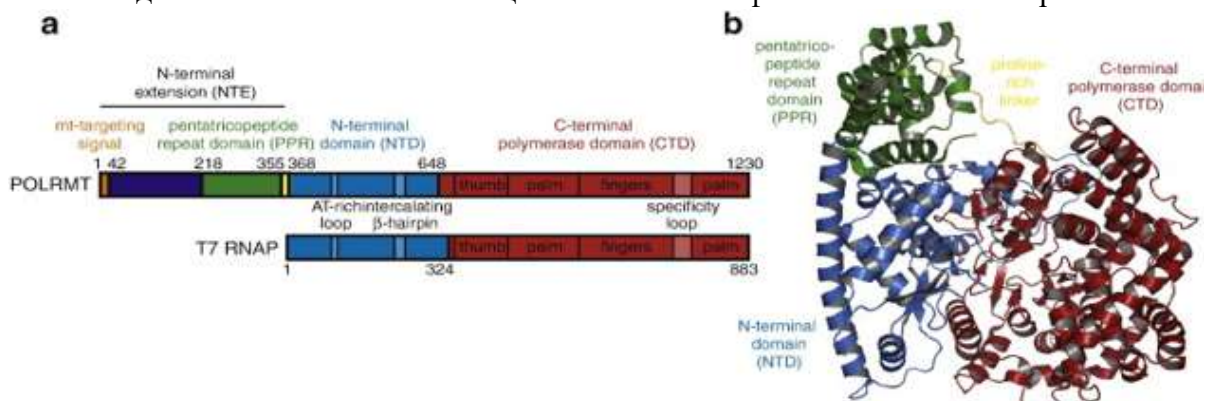 a
N-terminal
extension (NTE)
mt-targeting
signal
pentatricopeptide
repeat domain (PPR)
N-terminal
domain (NTD)
C-terminal
polymerase domain (CTD)
1 42 218 355 368 648 1230
POLRMT
thumb palm fingers palm
AT-rich intercalating
loop β-hairpin
specificity
loop
T7 RNAP
thumb palm fingers palm
1 324 883
b
pentatrico-
peptide
repeat
domain
(PPR)
proline-
rich
linker
C-terminal
polymerase domai
(CTD)
N-terminal
domain
(NTD)